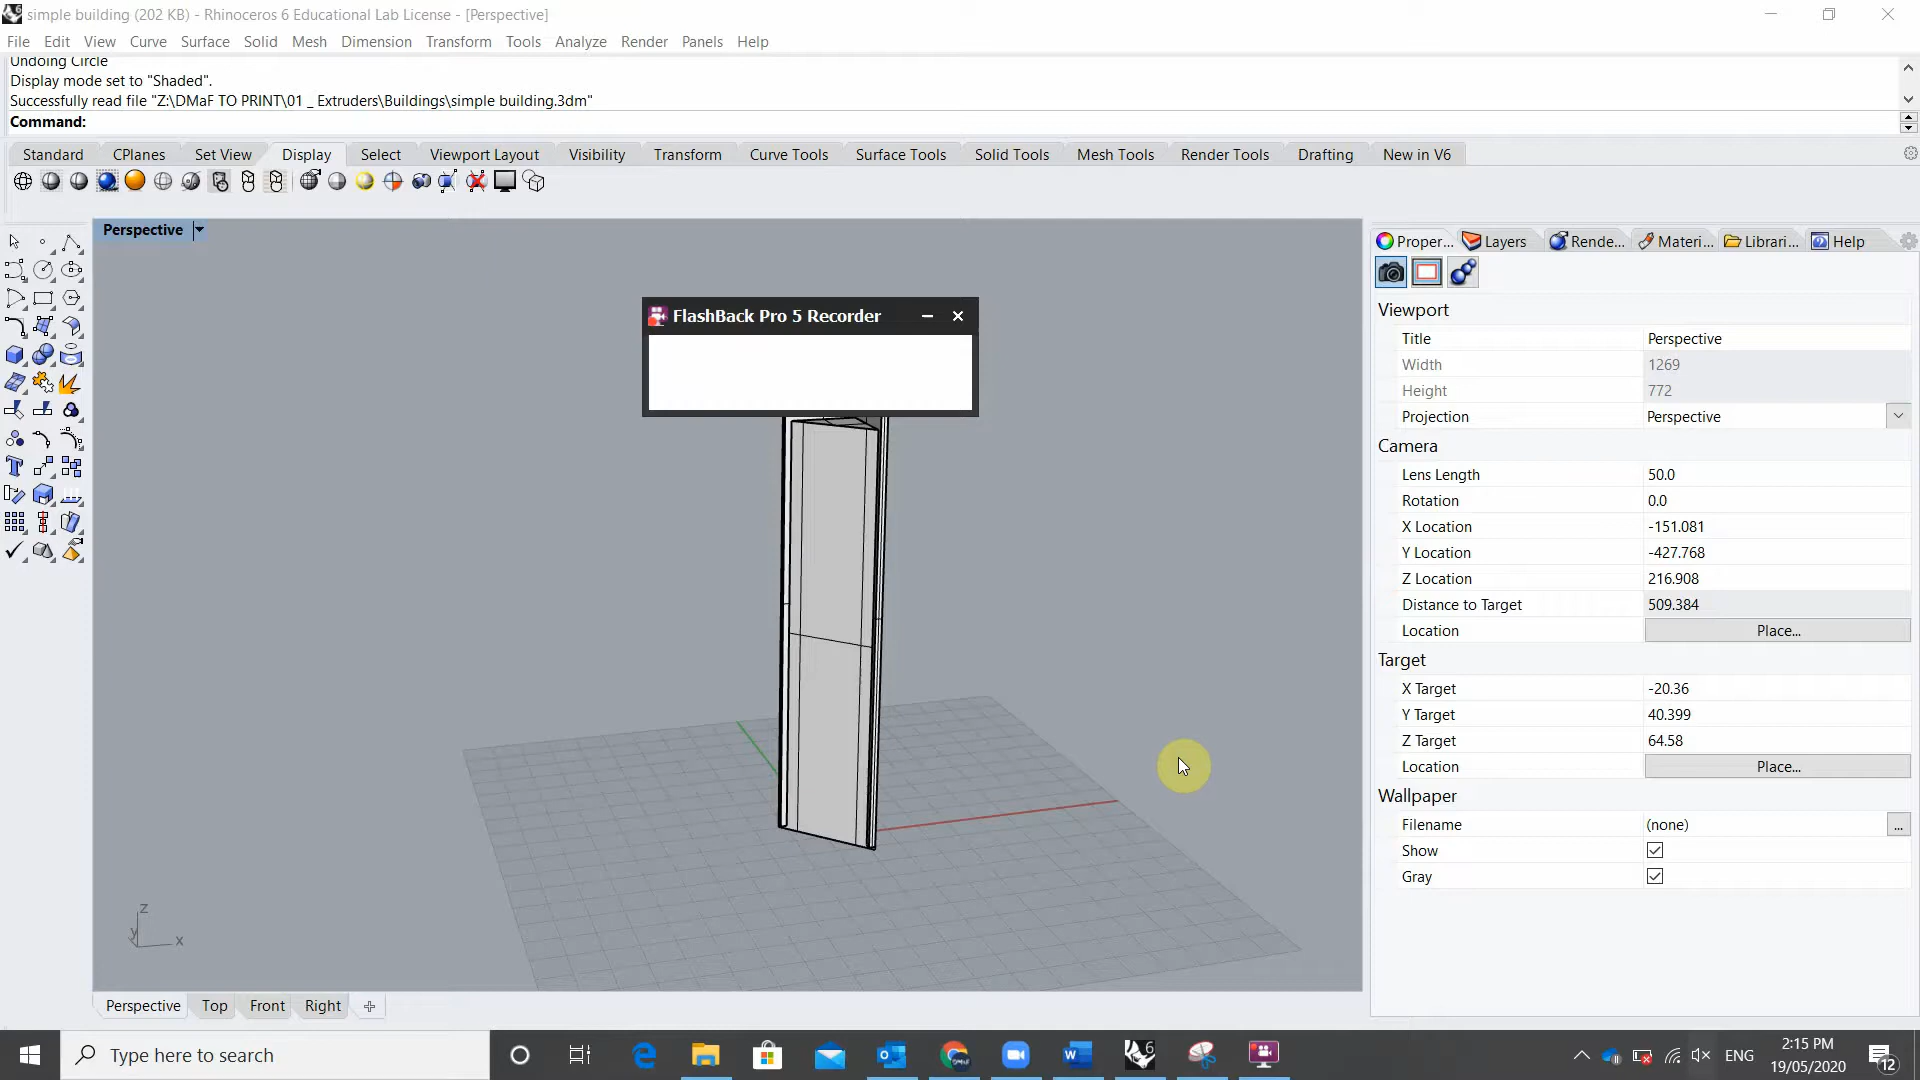 simple building (202 KB) - Rhinoceros 6 Educational Lab License - [Perspective]
File Edit View Curve Surface Solid Mesh Dimension Transform Tools Analyze Render Panels Help
Undoing Circle
Display mode set to "Shaded".
Successfully read file "Z:\DMaF TO PRINT\01 _ Extruders\Buildings\simple building.3dm"
Command:
Standard CPlanes Set View Display Select Viewport Layout Visibility Transform Curve Tools Surface Tools Solid Tools Mesh Tools Render Tools Drafting New in V6
Perspective
FlashBack Pro 5 Recorder
Proper... Layers Rende... Materi... Librari... Help
Viewport
Title Perspective
Width 1269
Height 772
Projection Perspective
Camera
Lens Length 50.0
Rotation 0.0
X Location -151.081
Y Location -427.768
Z Location 216.908
Distance to Target 509.384
Location Place...
Target
X Target -20.36
Y Target 40.399
Z Target 64.58
Location Place...
Wallpaper
Filename (none) ...
Show
Gray
z
y
x
Perspective Top Front Right
Type here to search
ENG
2:15 PM
19/05/2020
12